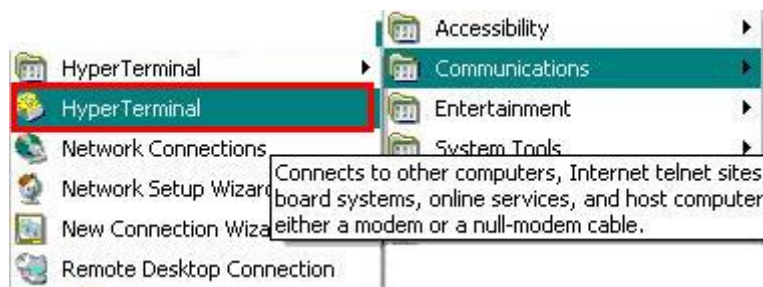 Accessibility
HyperTerminal
Communications
HyperTerminal
Entertainment
Network Connections
System Tools
Network Setup Wizard
Connects to other computers, Internet telnet sites
board systems, online services, and host computer
either a modem or a null-modem cable.
New Connection Wiza
Remote Desktop Connection